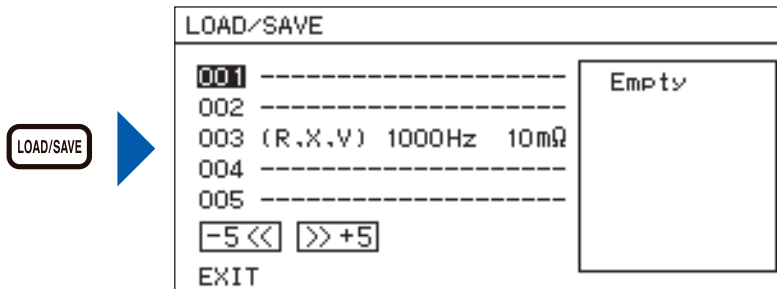 LOAD/SAVE
LOAD/SAVE
001 --------------------
002 --------------------
003 (R,X,V) 1000Hz 10mΩ
004 --------------------
005 --------------------
-5 << >> +5
EXIT
Empty